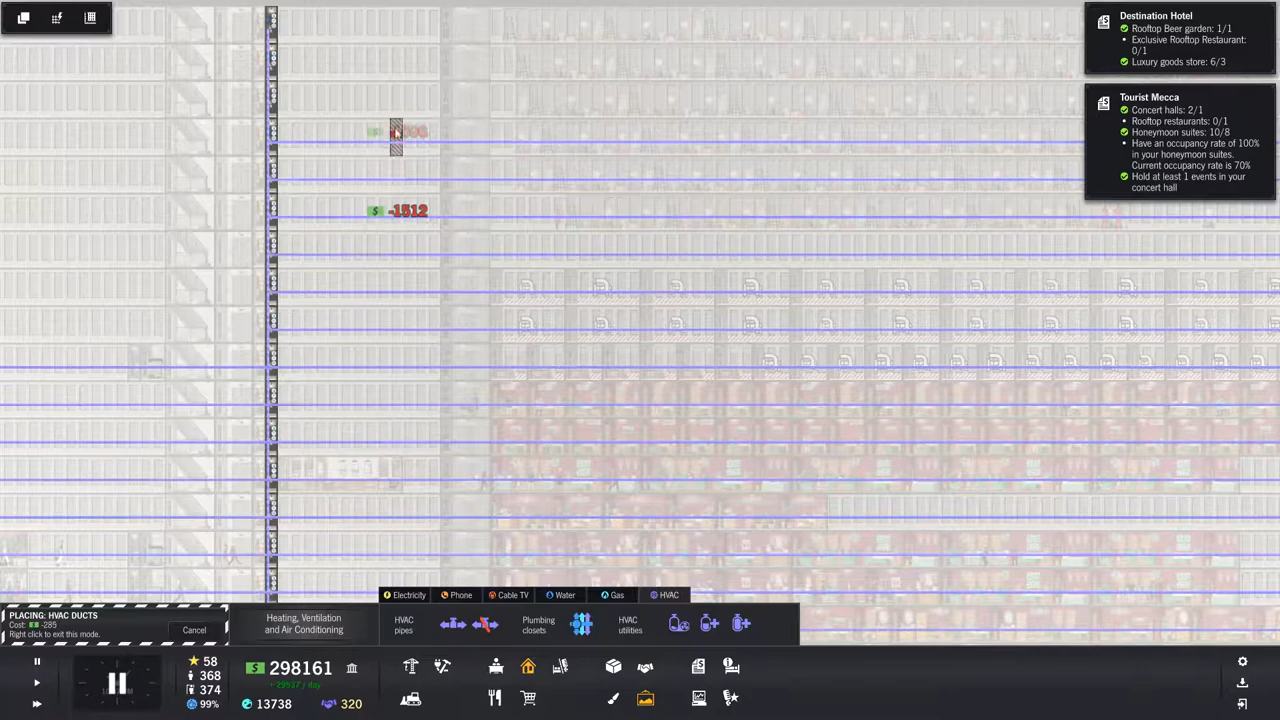 Destination Hotel
Rooftop Beer garden: 1/1
Exclusive Rooftop Restaurant:
0/1
Luxury goods store: 6/3
Tourist Mecca
Concert halls: 2/1
Rooftop restaurants: 0/1
Honeymoon suites: 10/8
Have an occupancy rate of 100%
in your honeymoon suites.
Current occupancy rate is 70%
Hold at least 1 events in your
concert hall
-1512
Electricity
Phone
Cable TV
Water
Gas
HVAC
PLACING: HVAC DUCTS
Cost: -285
Right click to exit this mode.
Cancel
Heating, Ventilation
and Air Conditioning
HVAC
pipes
Plumbing
closets
HVAC
utilities
58
368
374
99%
298161
13738
320